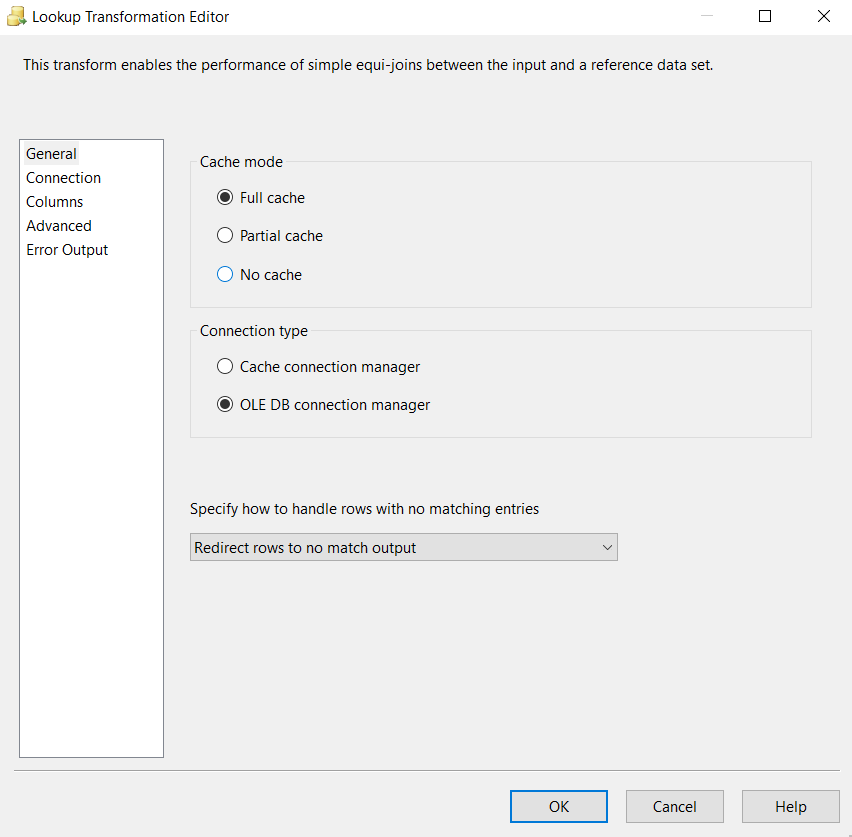 Lookup Transformation Editor
This transform enables the performance of simple equi-joins between the input and a reference data set.
General
Connection
Columns
Advanced
Error Output
Cache mode
Full cache
Partial cache
No cache
Connection type
Cache connection manager
OLE DB connection manager
Specify how to handle rows with no matching entries
Redirect rows to no match output
OK
Cancel
Help